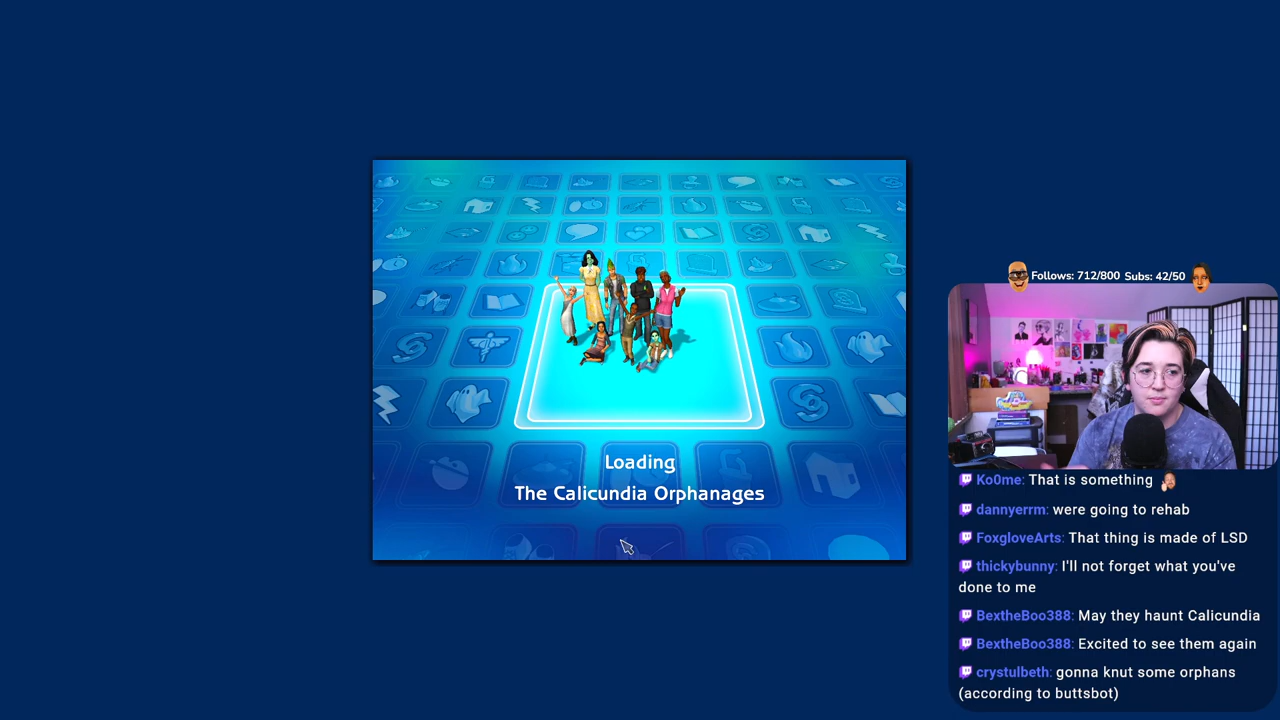 Loading
The Calicundia Orphanages
Follows: 712/800 Subs: 42/50
Ko0me: That is something
dannyerrm: were going to rehab
FoxgloveArts: That thing is made of LSD
thickybunny: I'll not forget what you've
done to me
BextheBoo388: May they haunt Calicundia
BextheBoo388: Excited to see them again
crystulbeth: gonna knut some orphans
(according to buttsbot)